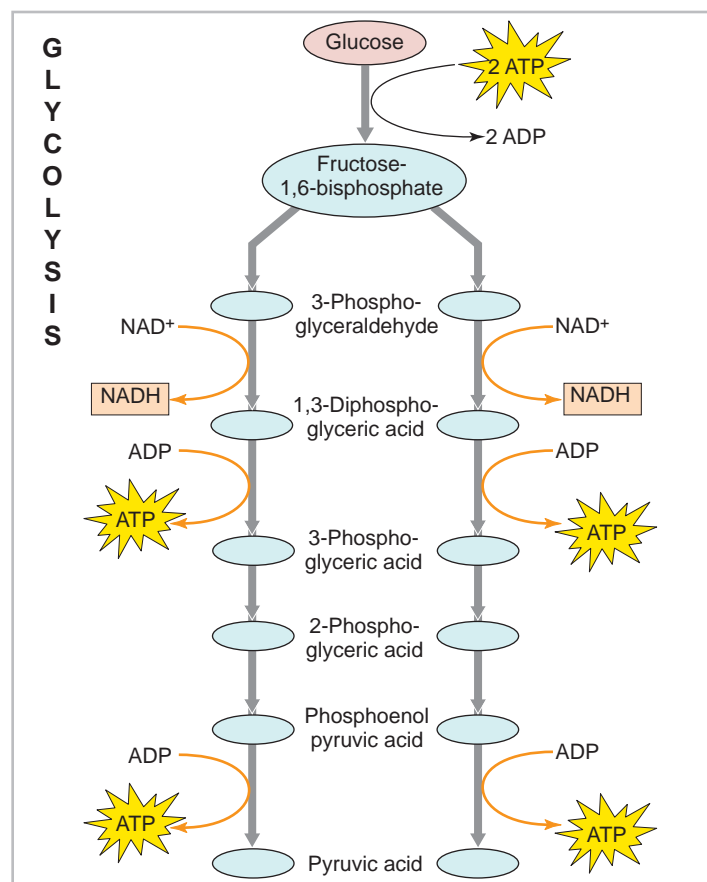 GLYCOLYSIS
Glucose
2 ATP
2 ADP
Fructose-
1,6-bisphosphate
3-Phospho-
glyceraldehyde
NAD+
NAD+
NADH
NADH
1,3-Diphospho-
glyceric acid
ADP
ADP
ATP
ATP
3-Phospho-
glyceric acid
2-Phospho-
glyceric acid
Phosphoenol
pyruvic acid
ADP
ADP
ATP
ATP
Pyruvic acid